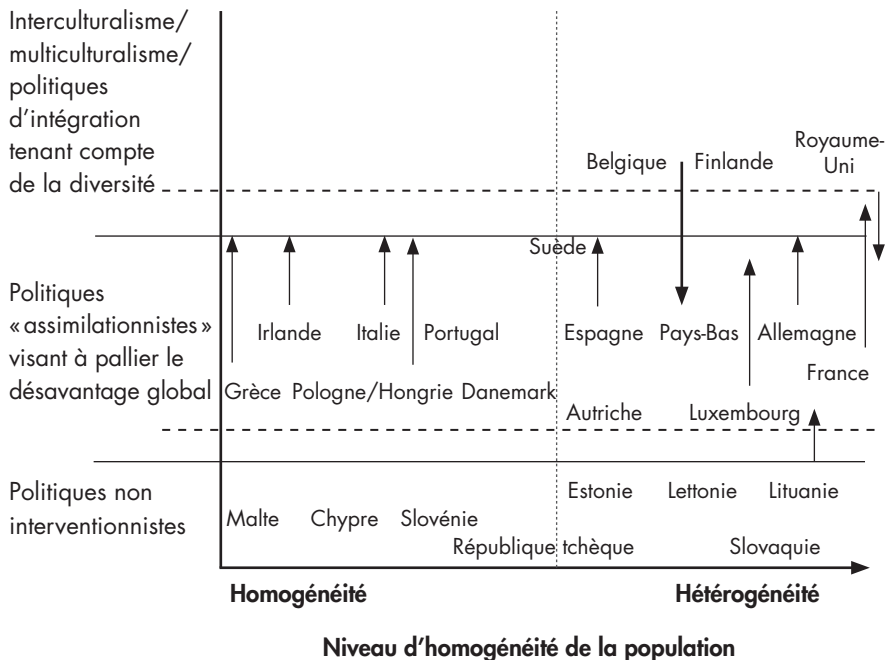 Interculturalisme/
multiculturalisme/
politiques
d’intégration
tenant compte
de la diversité
Belgique
Finlande
Royaume-
Uni
Suède
Politiques
« assimilationnistes »
visant à pallier le
désavantage global
Irlande
Italie
Portugal
Espagne
Pays-Bas
Allemagne
France
Grèce
Pologne/Hongrie
Danemark
Autriche
Luxembourg
Politiques non
interventionnistes
Estonie
Lettonie
Lituanie
Malte
Chypre
Slovénie
République tchèque
Slovaquie
Homogénéité
Hétérogénéité
Niveau d’homogénéité de la population